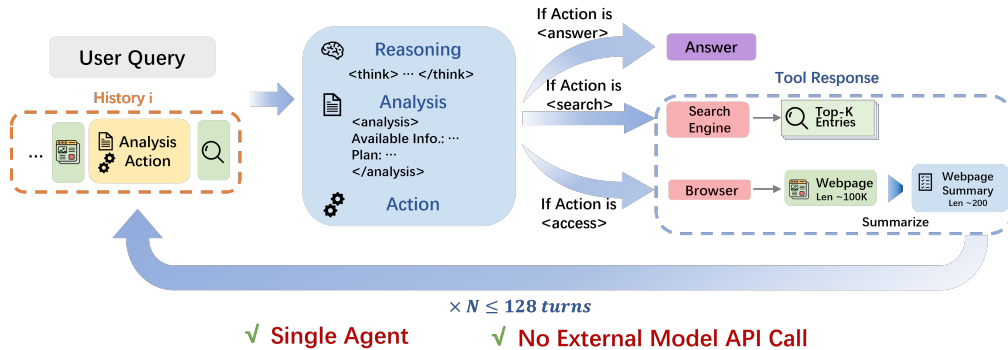 User Query
History i
...
Analysis
Action
Reasoning
<think> ... </think>
Analysis
<analysis>
Available Info.: ...
Plan: ...
</analysis>
Action
If Action is
<answer>
Answer
If Action is
<search>
Tool Response
Search
Engine
Top-K
Entries
If Action is
<access>
Browser
Webpage
Len ~100K
Webpage
Summary
Len ~200
Summarize
× N ≤ 128 turns
√ Single Agent
√ No External Model API Call